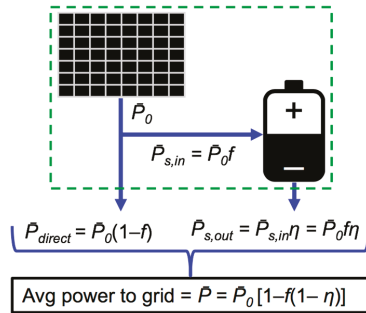 +
P̄₀
P̄s,in = P̄₀f
−
P̄direct = P̄₀(1–f)
P̄s,out = P̄s,inη = P̄₀fη
Avg power to grid = P̄ = P̄₀ [1–f(1– η)]